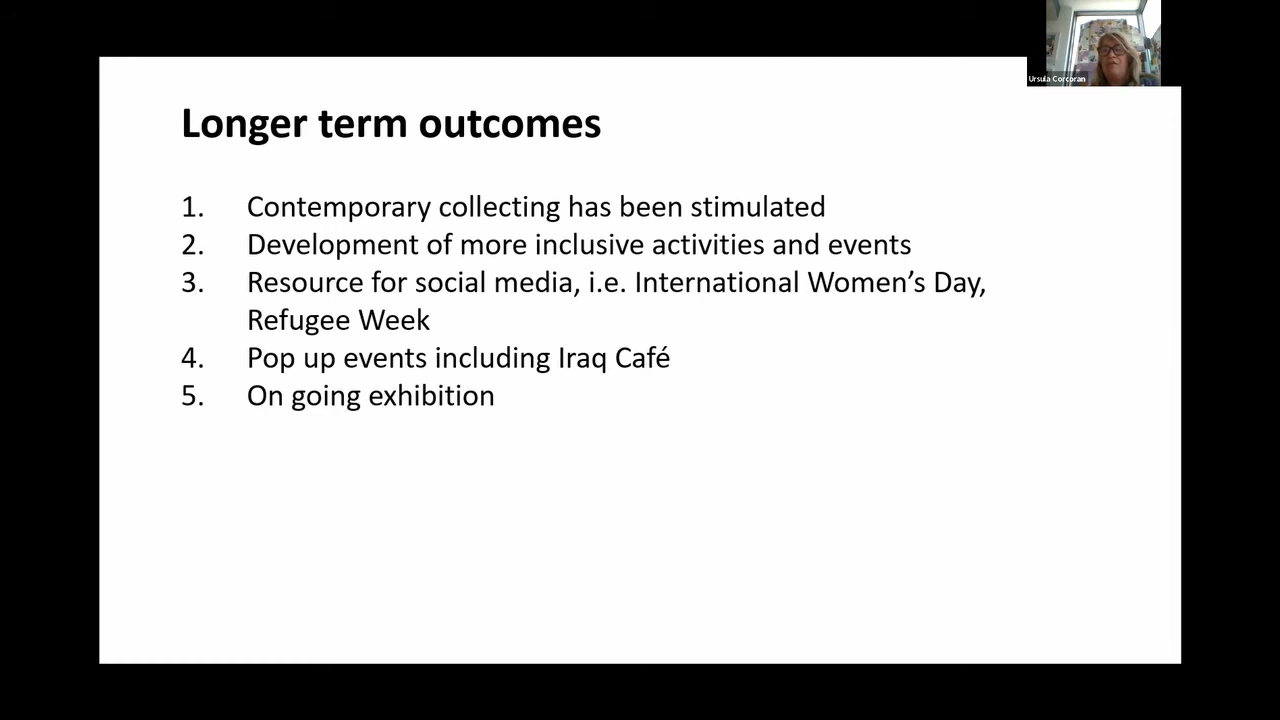 Ursula Corcoran
Longer term outcomes
1. Contemporary collecting has been stimulated
2. Development of more inclusive activities and events
3. Resource for social media, i.e. International Women’s Day,
Refugee Week
4. Pop up events including Iraq Café
5. On going exhibition